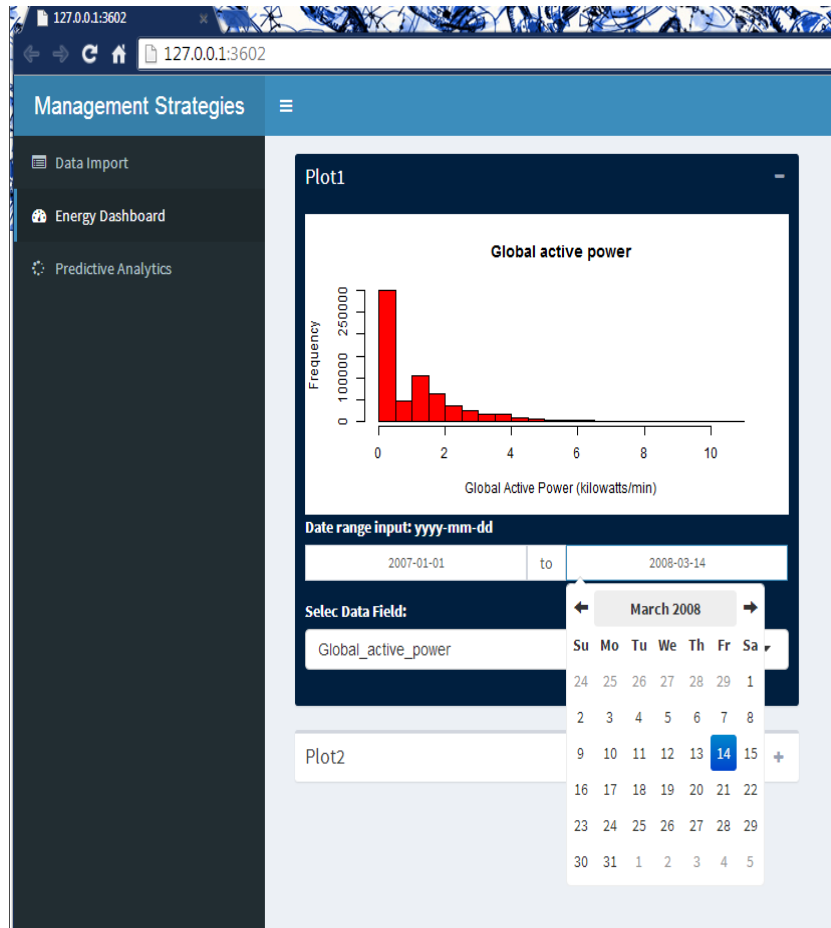 127.0.0.1:3602
127.0.0.1:3602
Management Strategies
Data Import
Energy Dashboard
Predictive Analytics
Plot1
Global active power
Frequency
0 100000 250000
0 2 4 6 8 10
Global Active Power (kilowatts/min)
Date range input: yyyy-mm-dd
2007-01-01 to 2008-03-14
Selec Data Field:
Global_active_power
March 2008
Su Mo Tu We Th Fr Sa
24 25 26 27 28 29 1
2 3 4 5 6 7 8
9 10 11 12 13 14 15
16 17 18 19 20 21 22
23 24 25 26 27 28 29
30 31 1 2 3 4 5
Plot2